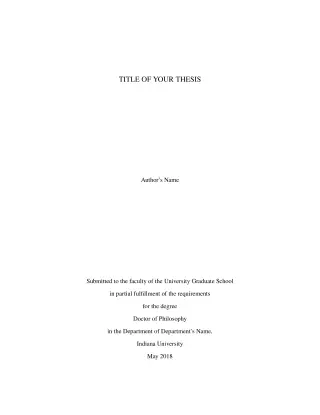 TITLE OF YOUR THESIS
Author's Name
Submitted to the faculty of the University Graduate School
in partial fulfillment of the requirements
for the degree
Doctor of Philosophy
in the Department of Department's Name,
Indiana University
May 2018